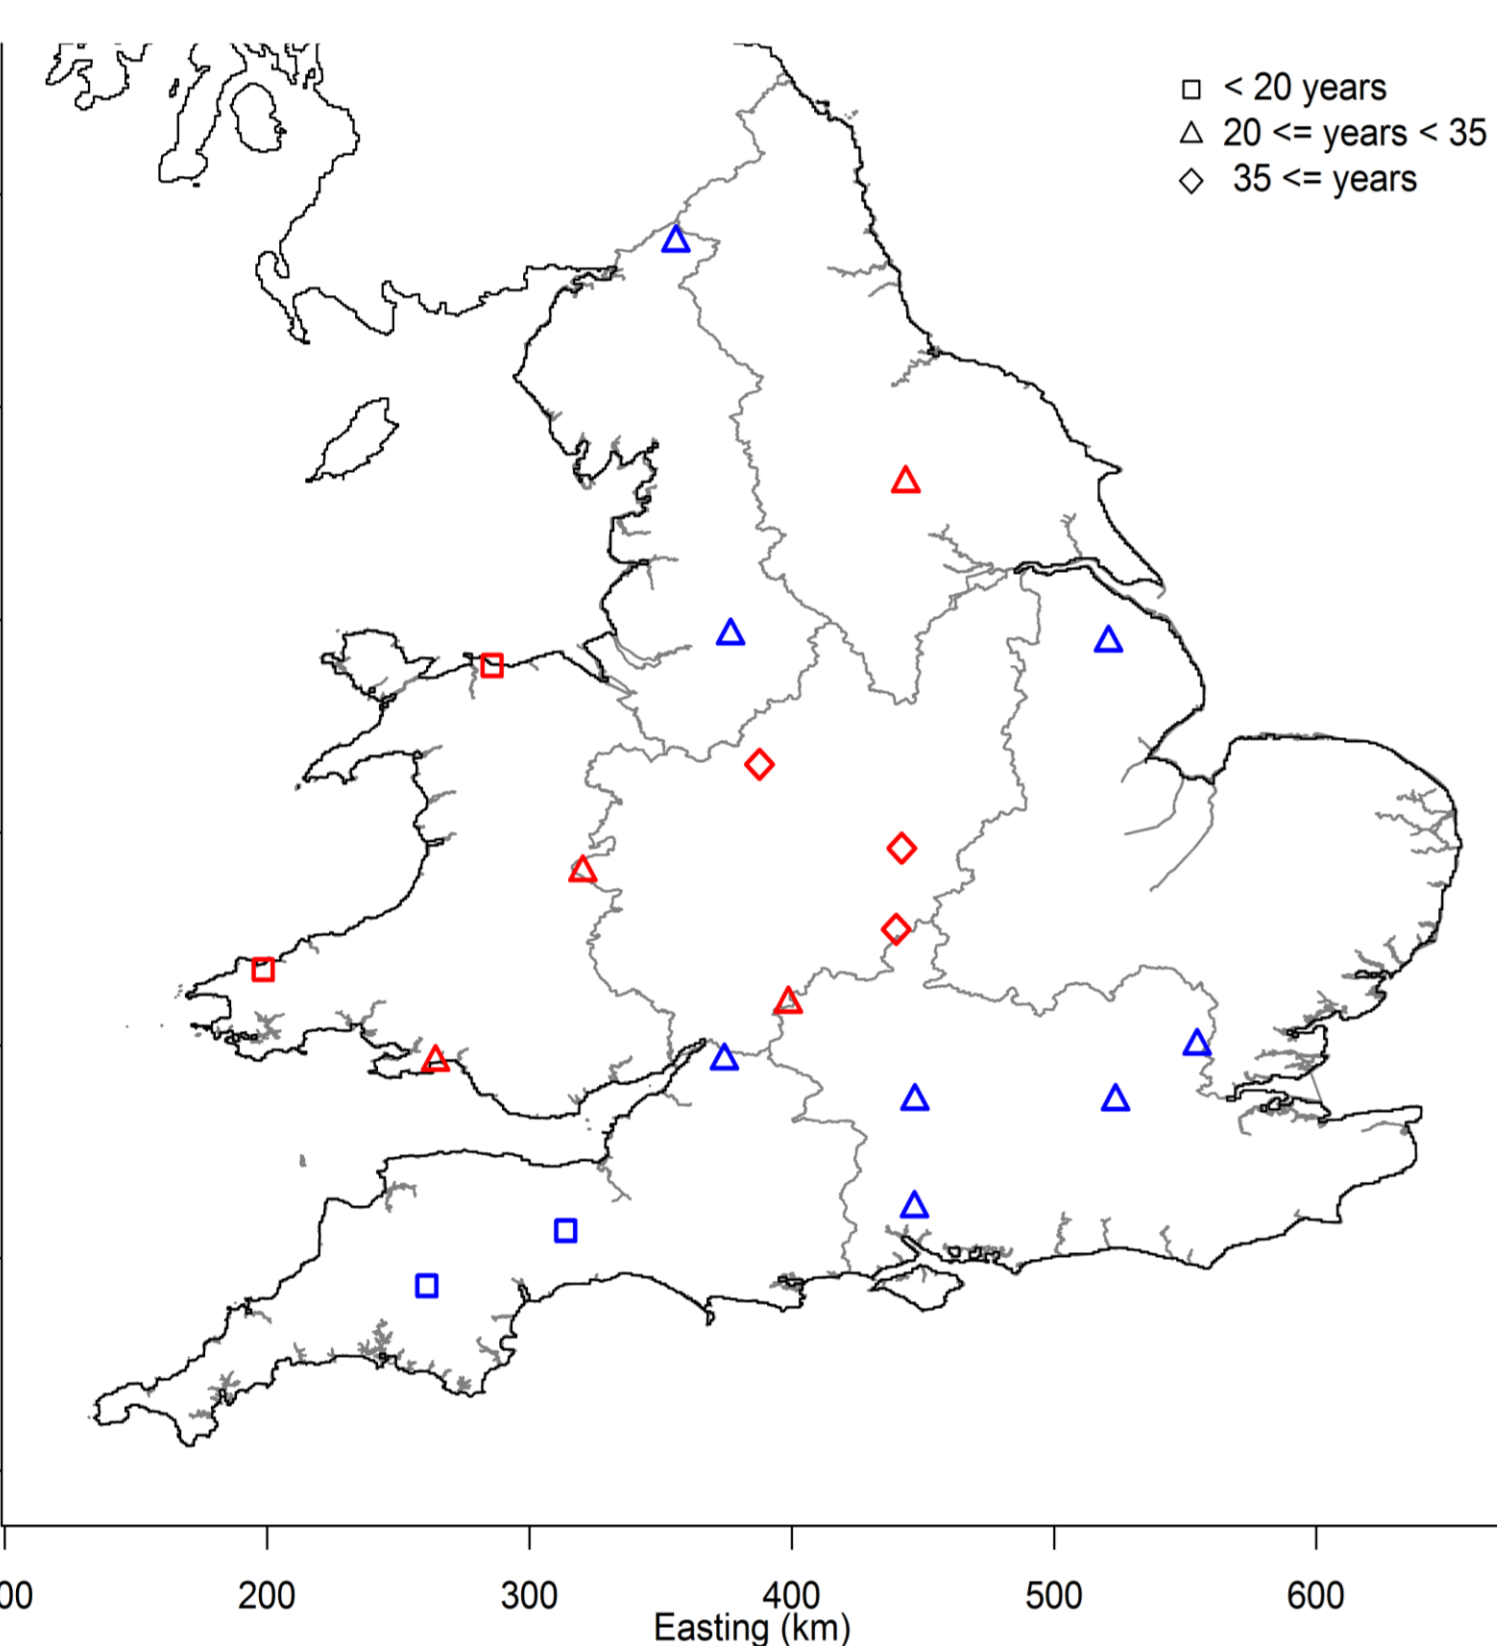 < 20 years
20 <= years < 35
35 <= years
00 200 300 400 500 600
Easting (km)